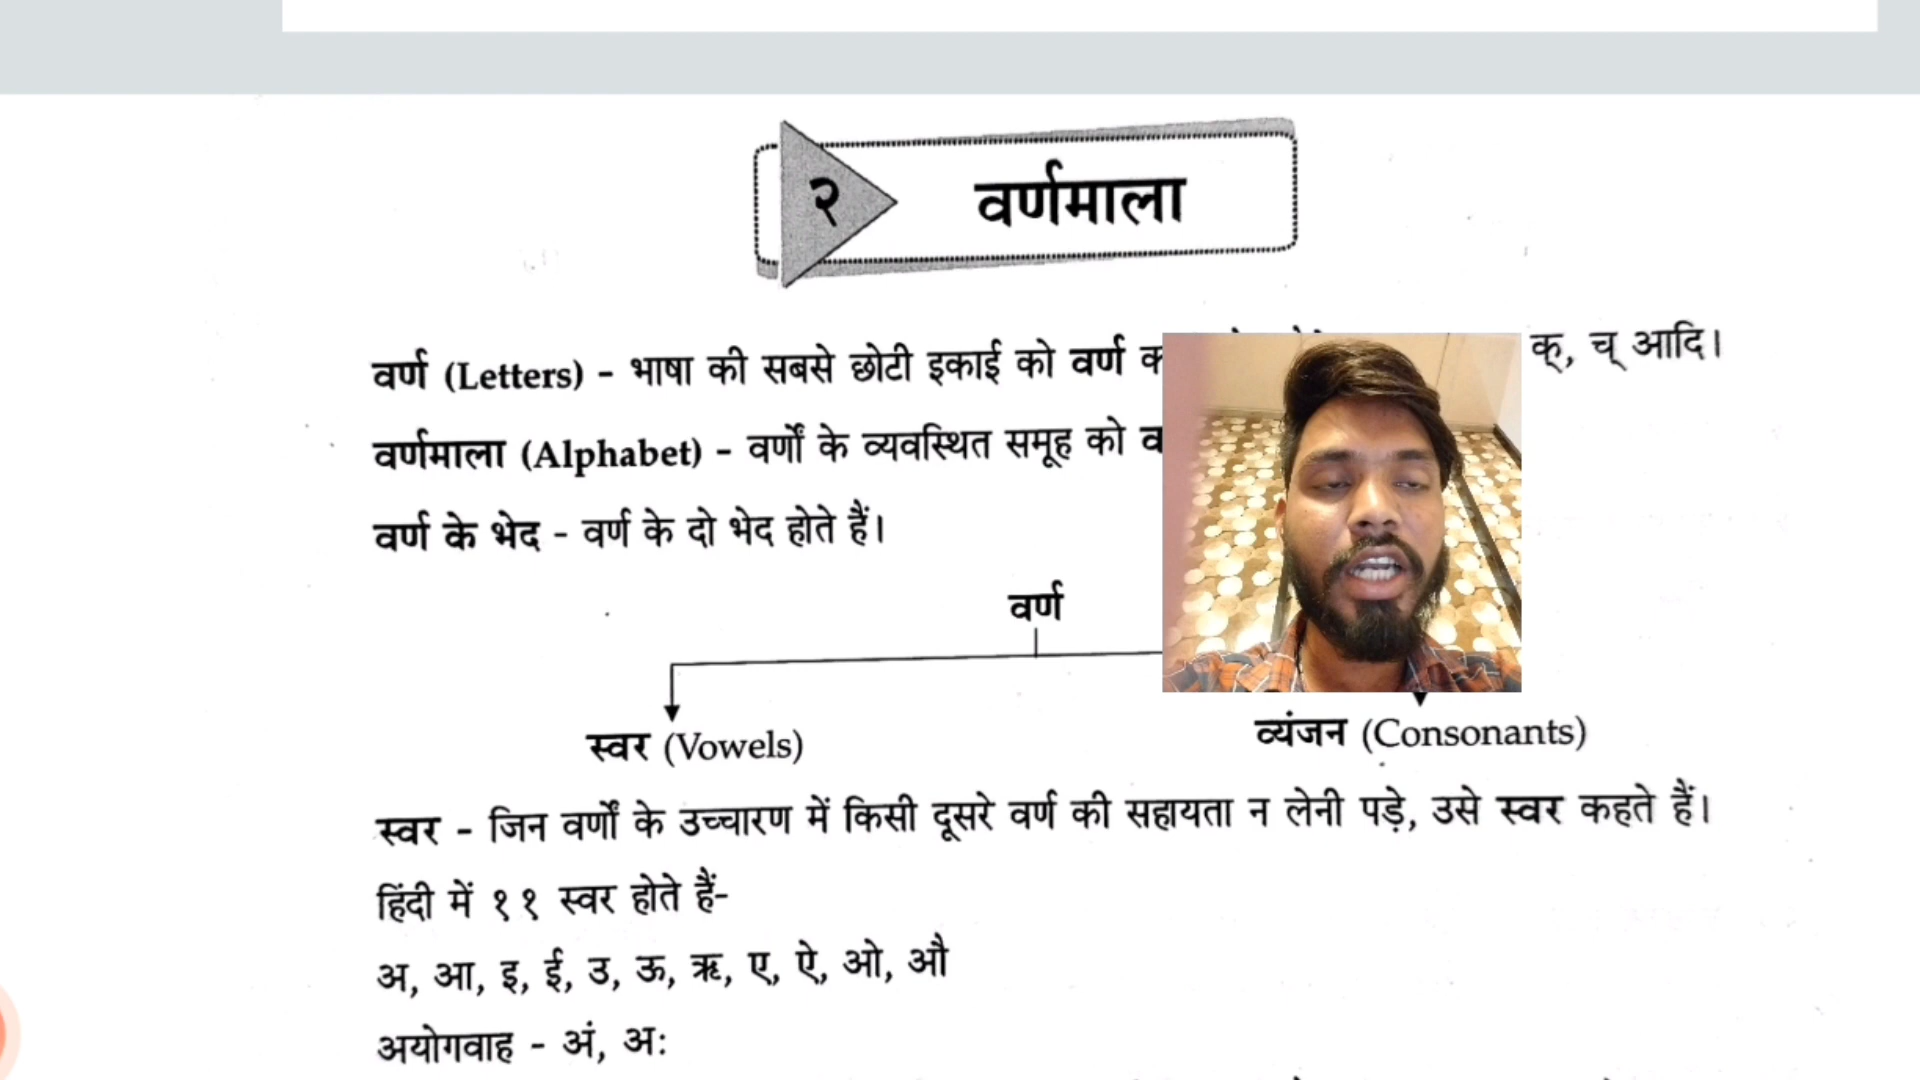 २ वर्णमाला
वर्ण (Letters) - भाषा की सबसे छोटी इकाई को वर्ण क् , च् आदि।
वर्णमाला (Alphabet) - वर्णों के व्यवस्थित समूह को
वर्ण के भेद - वर्ण के दो भेद होते हैं।
वर्ण
स्वर (Vowels) व्यंजन (Consonants)
स्वर - जिन वर्णों के उच्चारण में किसी दूसरे वर्ण की सहायता न लेनी पड़े, उसे स्वर कहते हैं।
हिंदी में ११ स्वर होते हैं-
अ, आ, इ, ई, उ, ऊ, ऋ, ए, ऐ, ओ, औ
अयोगवाह - अं, अः